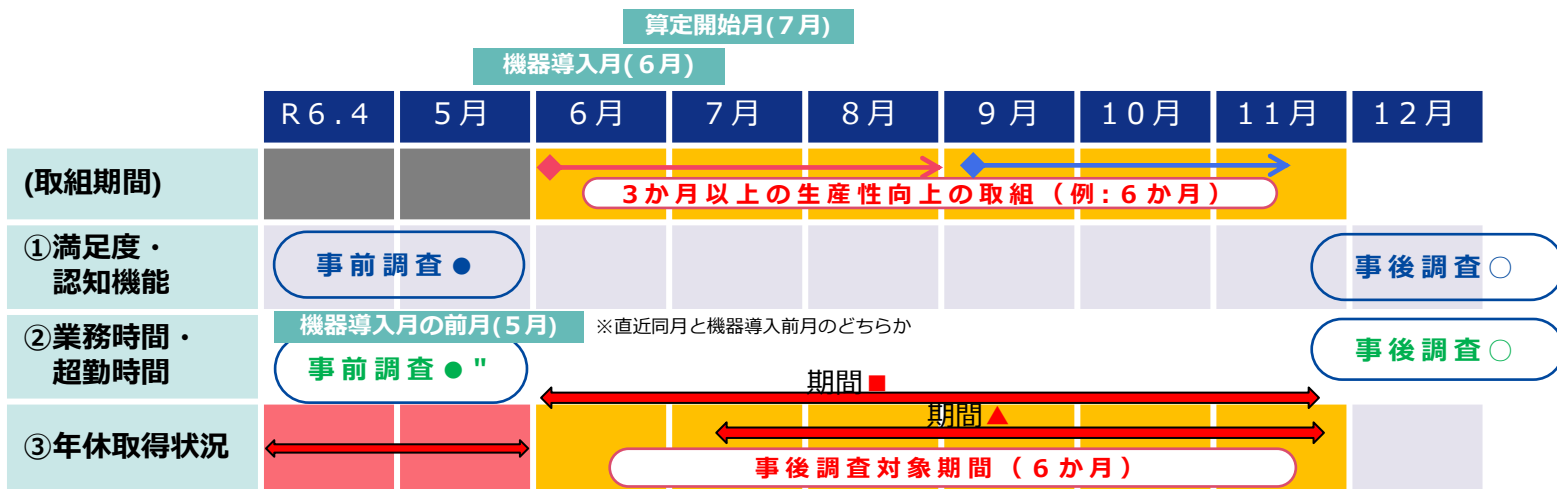 算定開始月(７月)
機器導入月(６月)
R６.４ ５月 ６月 ７月 ８月 ９月 １０月 １１月 １２月
(取組期間)
３か月以上の生産性向上の取組（例:６か月）
①満足度・
認知機能
事前調査●
事後調査○
②業務時間・
超勤時間
機器導入月の前月(５月)
※直近同月と機器導入前月のどちらか
事前調査●"
事後調査○
期間■
③年休取得状況
期間▲
事後調査対象期間（６か月）